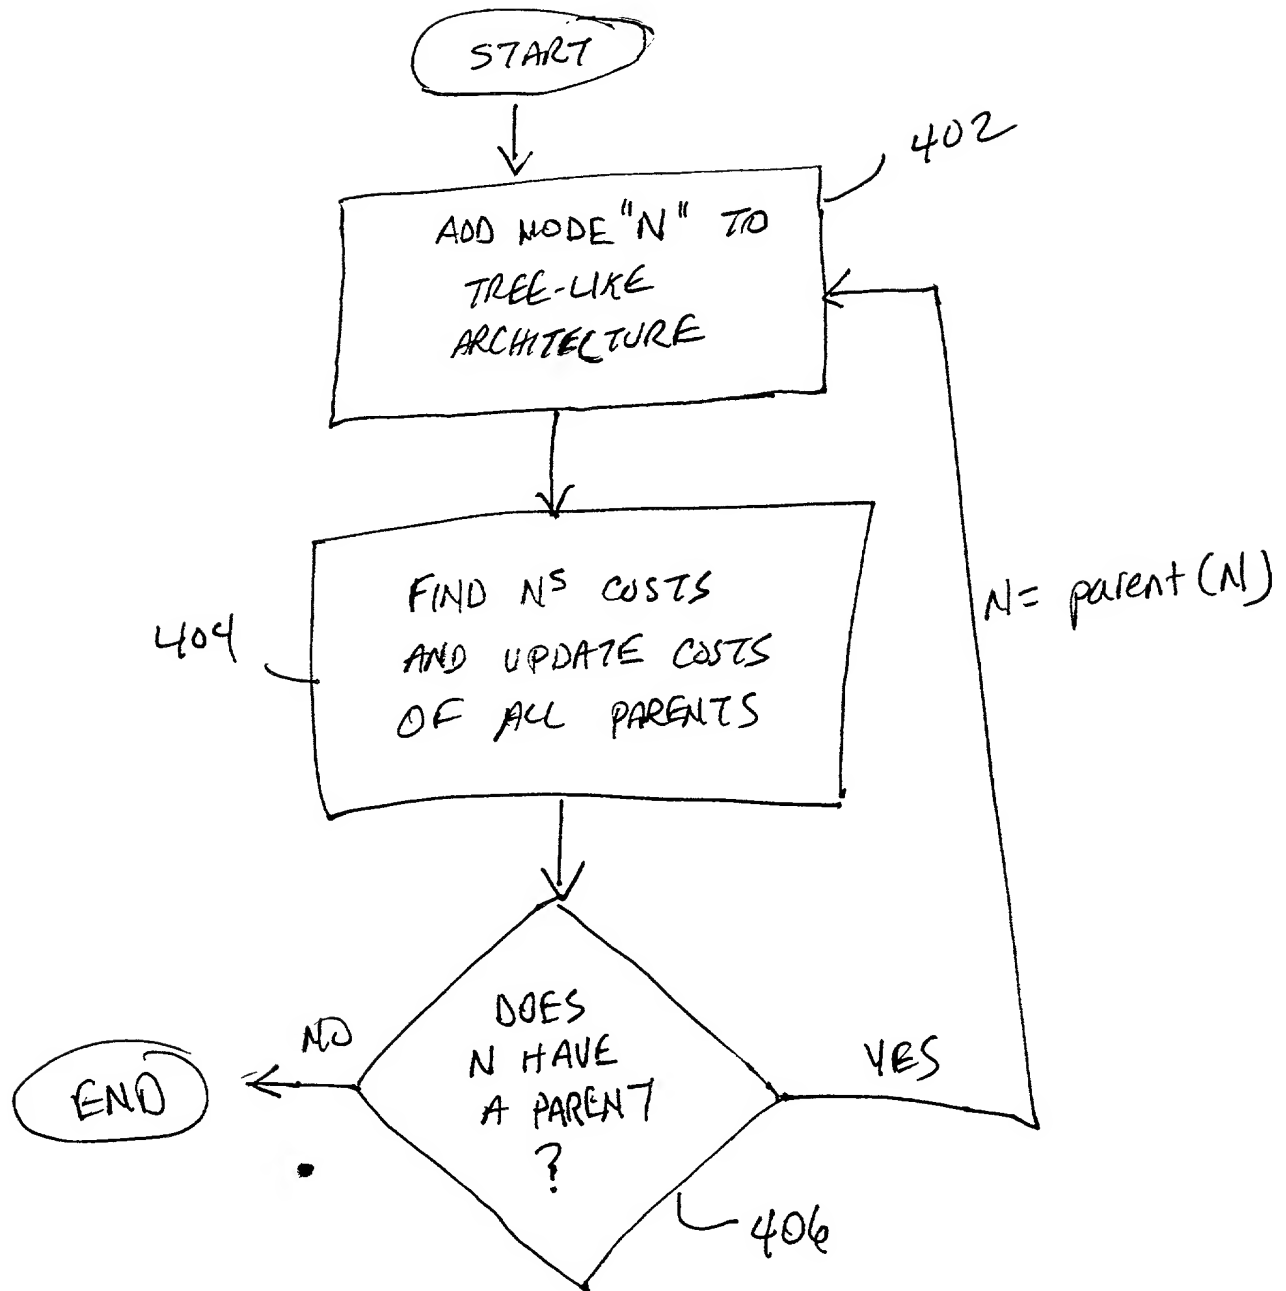 START
402
ADD NODE "N" TO
TREE-LIKE
ARCHITECTURE
FIND NS COSTS
AND UPDATE COSTS
OF ALL PARENTS
404
N= parent(N)
DOES
N HAVE
A PARENT
?
NO
YES
END
406